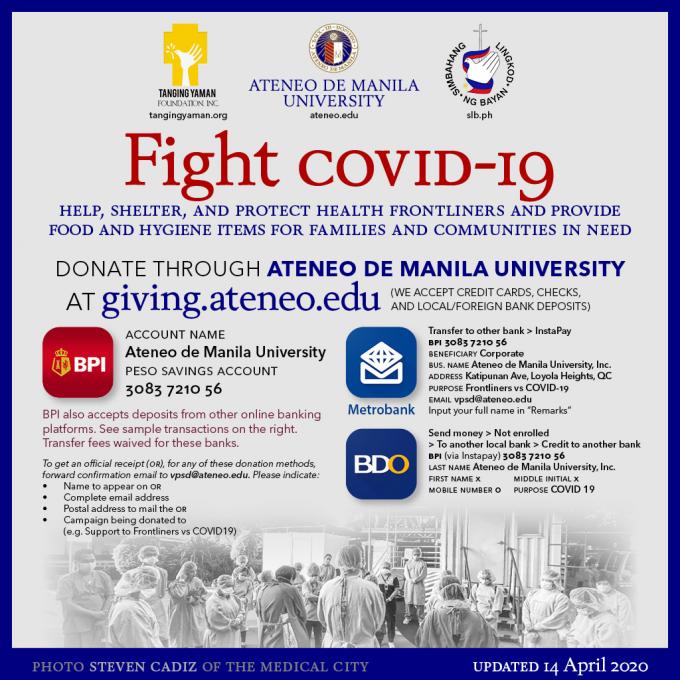 TANGING YAMAN
FOUNDATION, INC.
tangingyaman.org
ATENEO DE MANILA
UNIVERSITY
ateneo.edu
SIMBAHANG LINGKOD
NG BAYAN
slb.ph
Fight COVID-19
HELP, SHELTER, AND PROTECT HEALTH FRONTLINERS AND PROVIDE
FOOD AND HYGIENE ITEMS FOR FAMILIES AND COMMUNITIES IN NEED
DONATE THROUGH ATENEO DE MANILA UNIVERSITY
AT giving.ateneo.edu (WE ACCEPT CREDIT CARDS, CHECKS,
AND LOCAL/FOREIGN BANK DEPOSITS)
BPI
ACCOUNT NAME
Ateneo de Manila University
PESO SAVINGS ACCOUNT
3083 7210 56
BPI also accepts deposits from other online banking
platforms. See sample transactions on the right.
Transfer fees waived for these banks.
To get an official receipt (OR), for any of these donation methods,
forward confirmation email to vpsd@ateneo.edu. Please indicate:
• Name to appear on OR
• Complete email address
• Postal address to mail the OR
• Campaign being donated to
(e.g. Support to Frontliners vs COVID19)
Metrobank
Transfer to other bank > InstaPay
BPI 3083 7210 56
BENEFICIARY Corporate
BUS. NAME Ateneo de Manila University, Inc.
ADDRESS Katipunan Ave, Loyola Heights, QC
PURPOSE Frontliners vs COVID-19
EMAIL vpsd@ateneo.edu
Input your full name in "Remarks"
BDO
Send money > Not enrolled
> To another local bank > Credit to another bank
BPI (via Instapay) 3083 7210 56
LAST NAME Ateneo de Manila University, Inc.
FIRST NAME X MIDDLE INITIAL X
MOBILE NUMBER 0 PURPOSE COVID 19
PHOTO STEVEN CADIZ OF THE MEDICAL CITY
UPDATED 14 April 2020